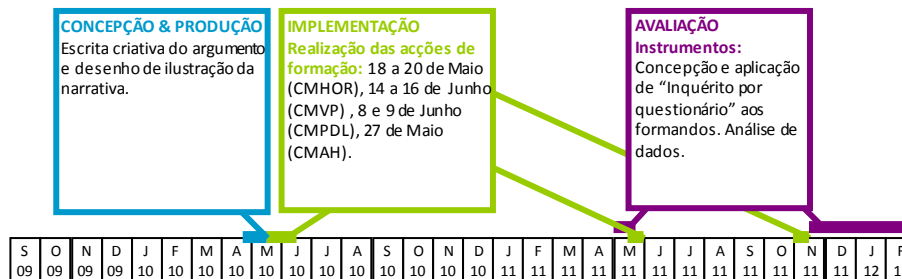 CONCEPÇÃO & PRODUÇÃO
Escrita criativa do argumento
e desenho de ilustração da
narrativa.
IMPLEMENTAÇÃO
Realização das acções de
formação: 18 a 20 de Maio
(CMHOR), 14 a 16 de Junho
(CMVP) , 8 e 9 de Junho
(CMPDL), 27 de Maio
(CMAH).
AVALIAÇÃO
Instrumentos:
Concepção e aplicação
de “Inquérito por
questionário” aos
formandos. Análise de
dados.
S O N D J F M A M J J A S O N D J F M A M J J A S O N D J F
09 09 09 09 10 10 10 10 10 10 10 10 10 10 10 10 11 11 11 11 11 11 11 11 11 11 11 11 12